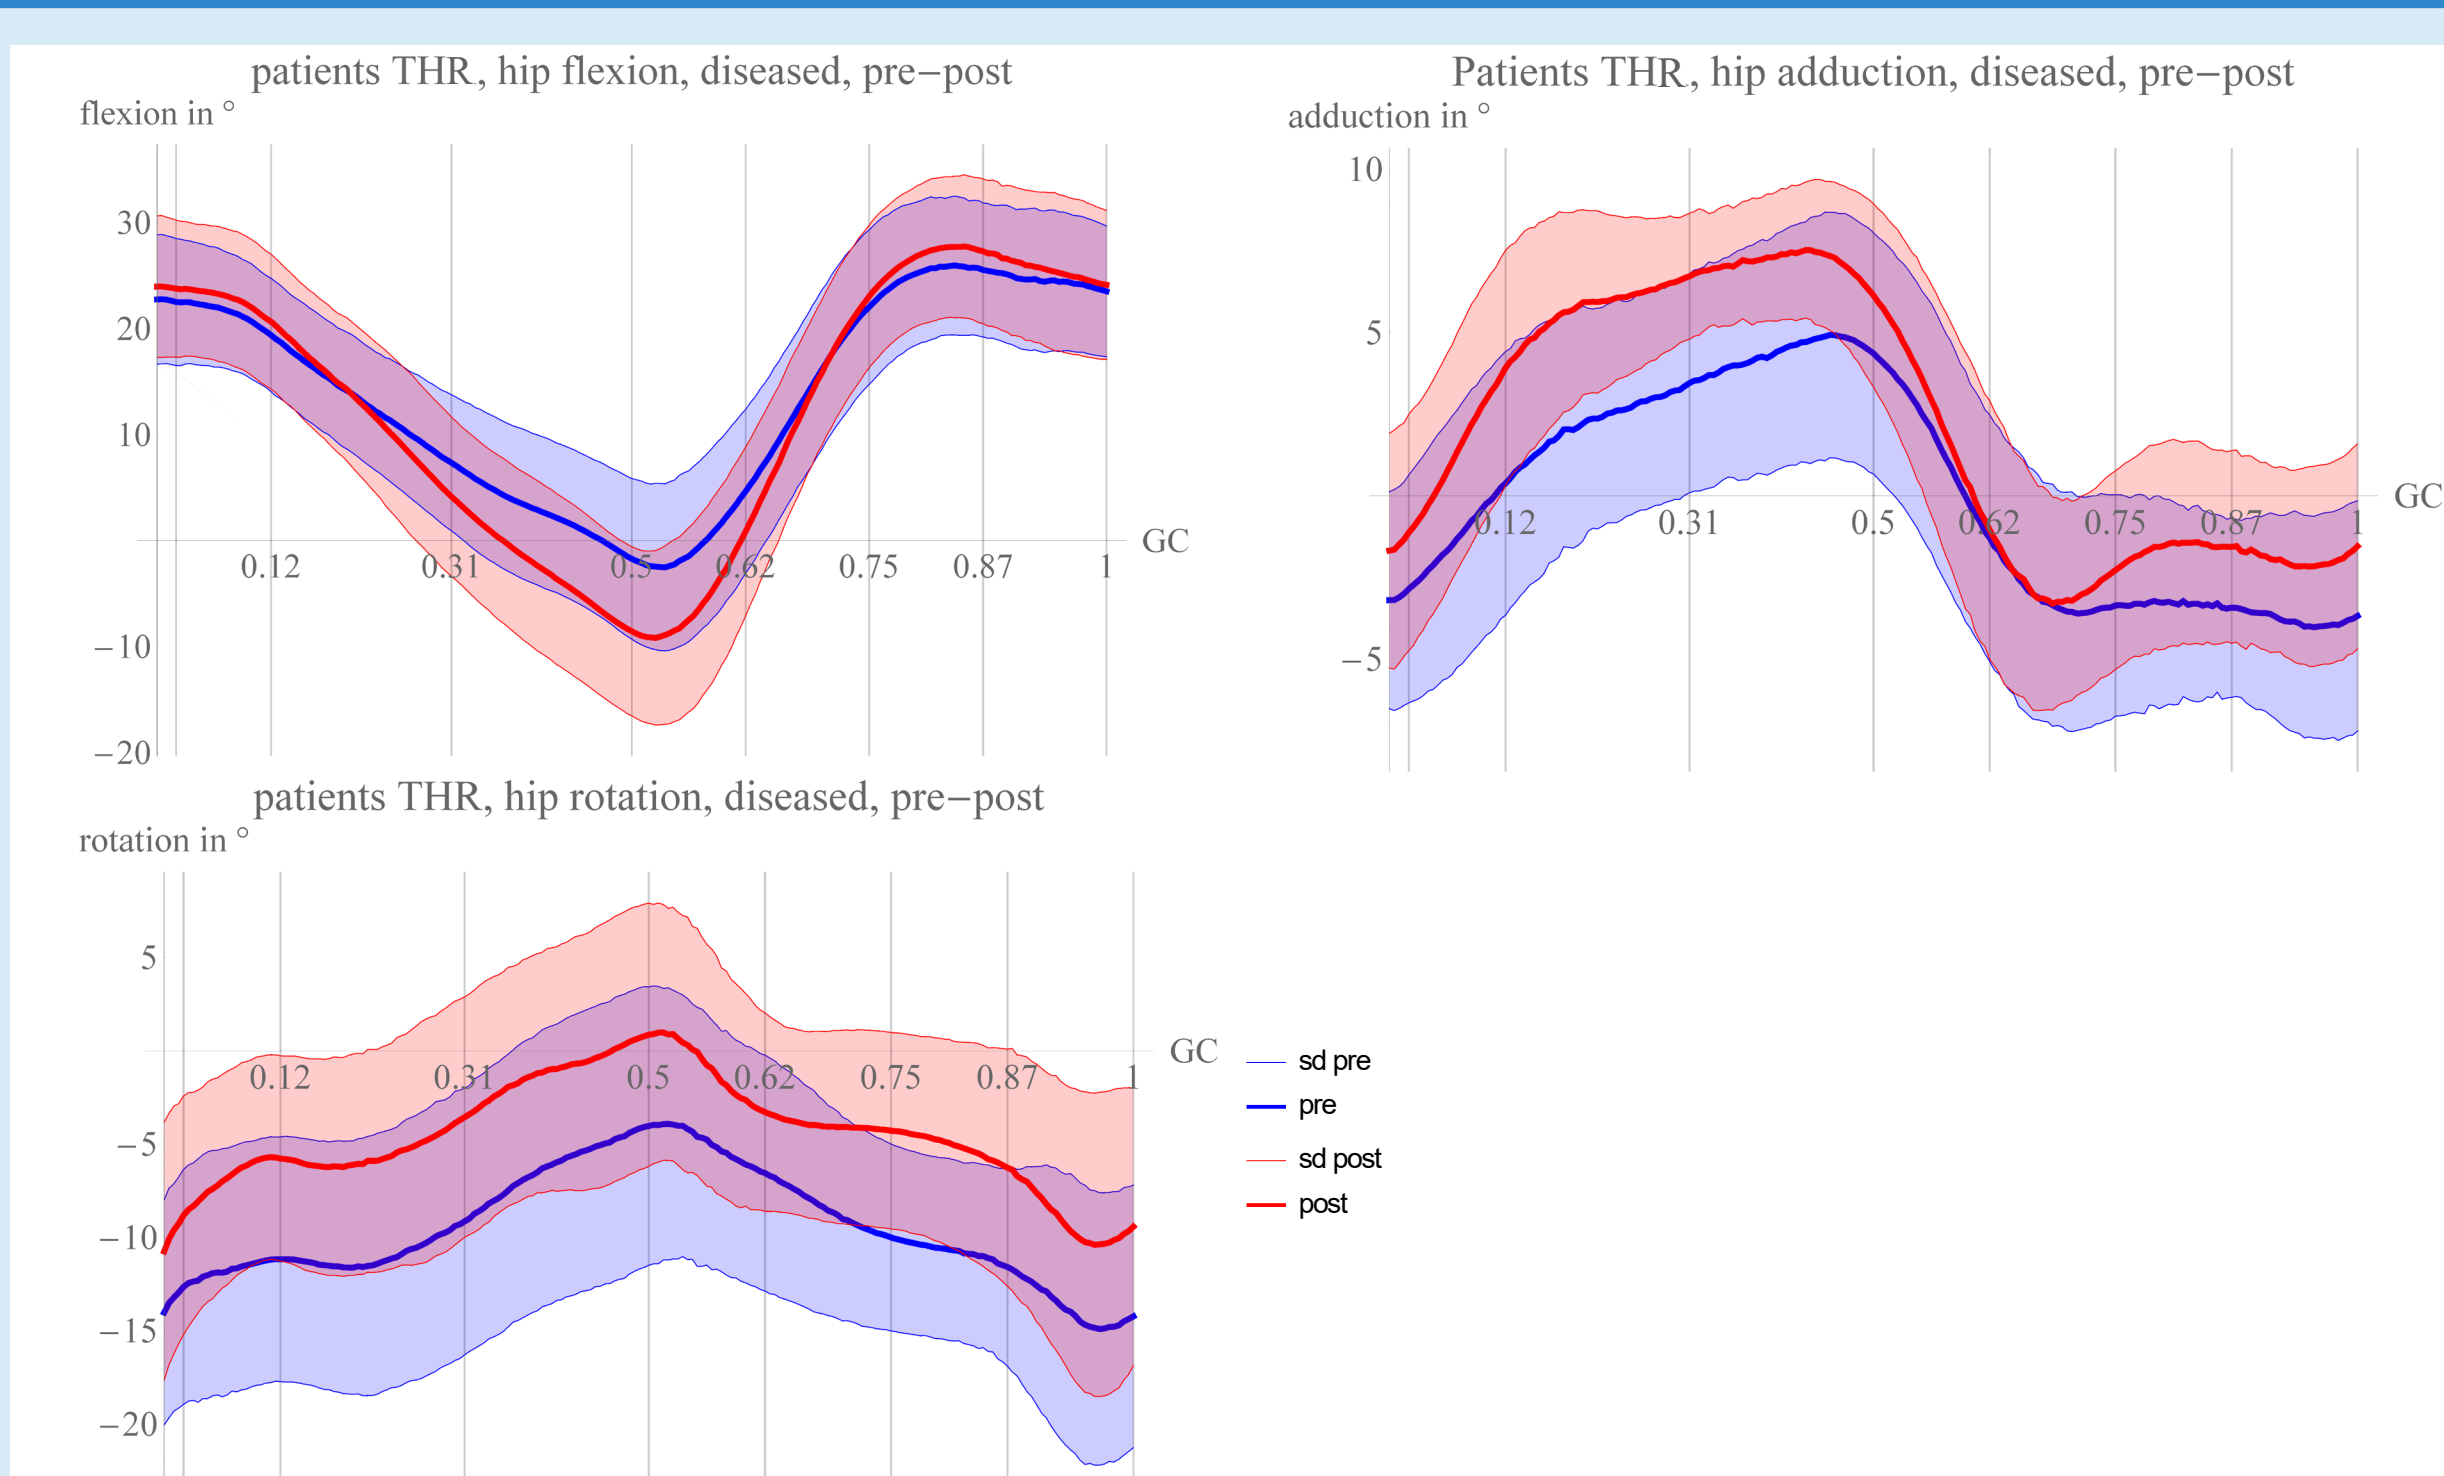 patients THR, hip flexion, diseased, pre−post
flexion in °
30
20
10
−10
−20
0.12 0.31 0.5 0.62 0.75 0.87 1
GC
Patients THR, hip adduction, diseased, pre−post
adduction in °
10
5
−5
0.12 0.31 0.5 0.62 0.75 0.87 1
GC
patients THR, hip rotation, diseased, pre−post
rotation in °
5
−5
−10
−15
−20
0.12 0.31 0.5 0.62 0.75 0.87 1
GC
sd pre
pre
sd post
post